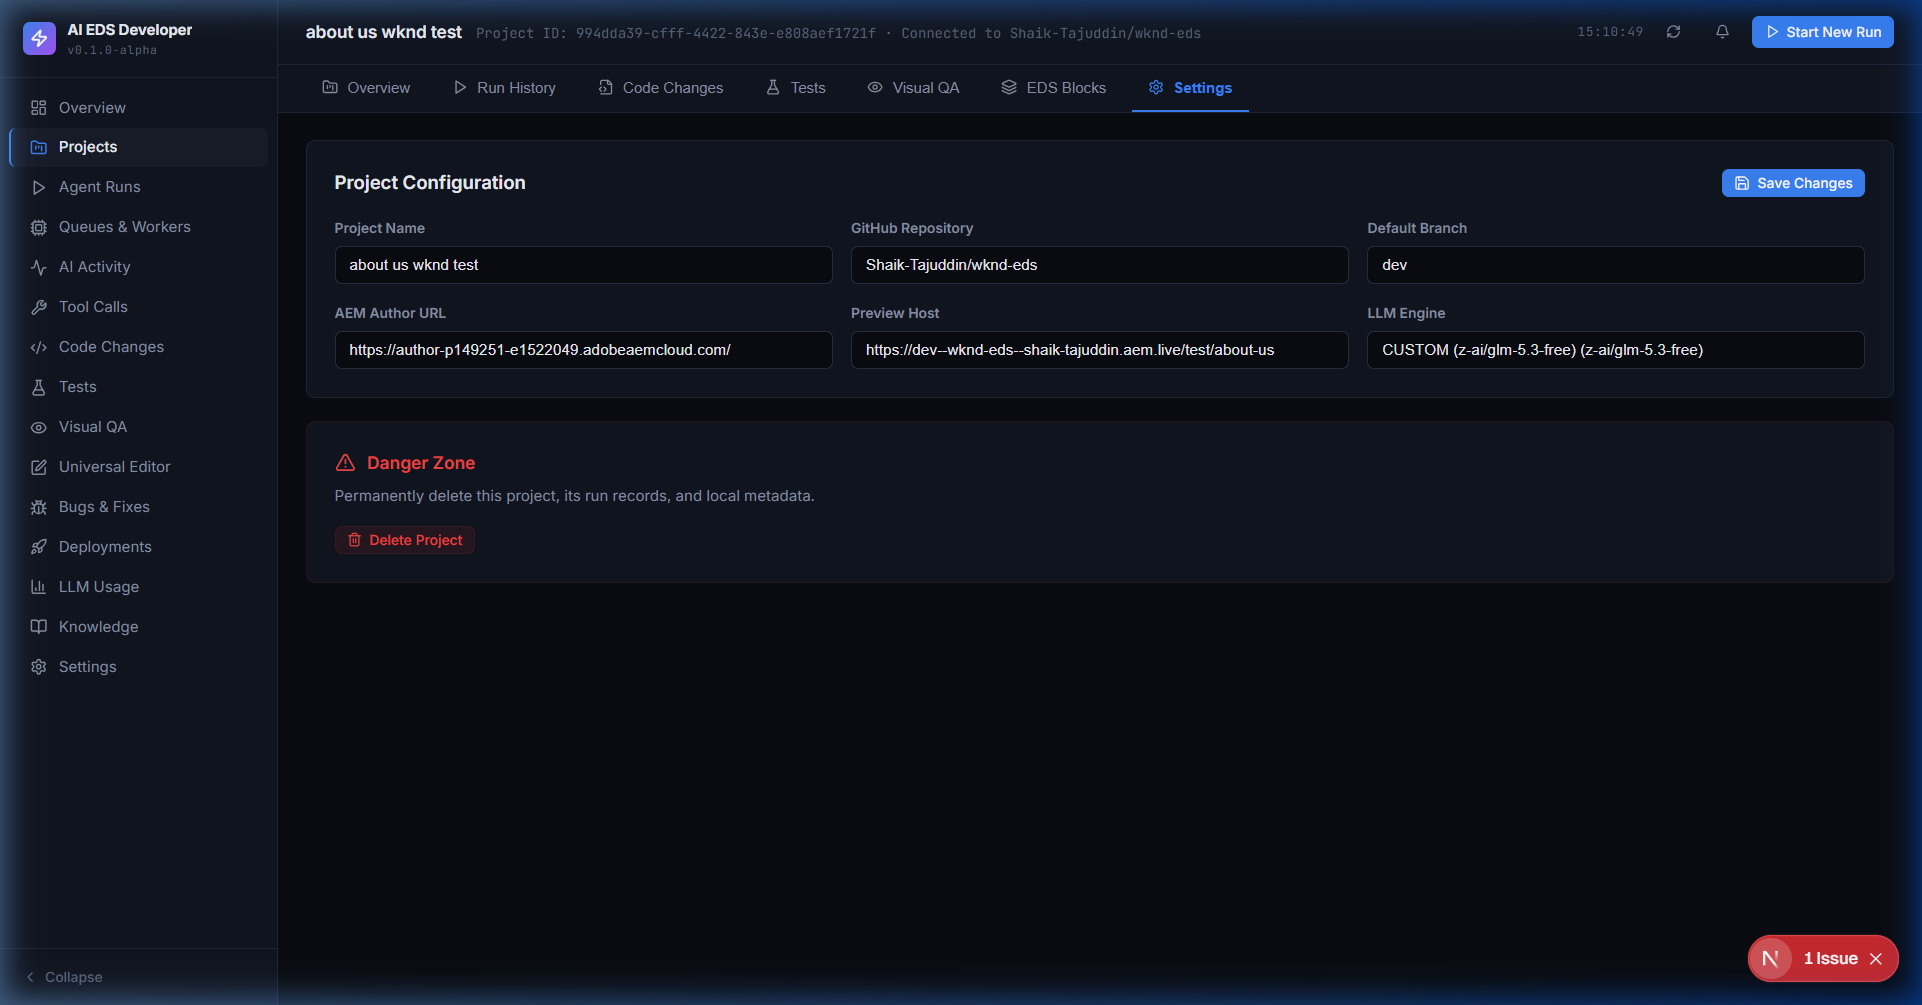 AI EDS Developer
v0.1.0-alpha
Overview
Projects
Agent Runs
Queues & Workers
AI Activity
Tool Calls
Code Changes
Tests
Visual QA
Universal Editor
Bugs & Fixes
Deployments
LLM Usage
Knowledge
Settings
Collapse
about us wknd test Project ID: 994dda39-cfff-4422-843e-e808aef1721f · Connected to Shaik-Tajuddin/wknd-eds
15:10:49
Start New Run
Overview Run History Code Changes Tests Visual QA EDS Blocks Settings
Project Configuration
Save Changes
Project Name
about us wknd test
GitHub Repository
Shaik-Tajuddin/wknd-eds
Default Branch
dev
AEM Author URL
https://author-p149251-e1522049.adobeaemcloud.com/
Preview Host
https://dev--wknd-eds--shaik-tajuddin.aem.live/test/about-us
LLM Engine
CUSTOM (z-ai/glm-5.3-free) (z-ai/glm-5.3-free)
Danger Zone
Permanently delete this project, its run records, and local metadata.
Delete Project
N 1 Issue